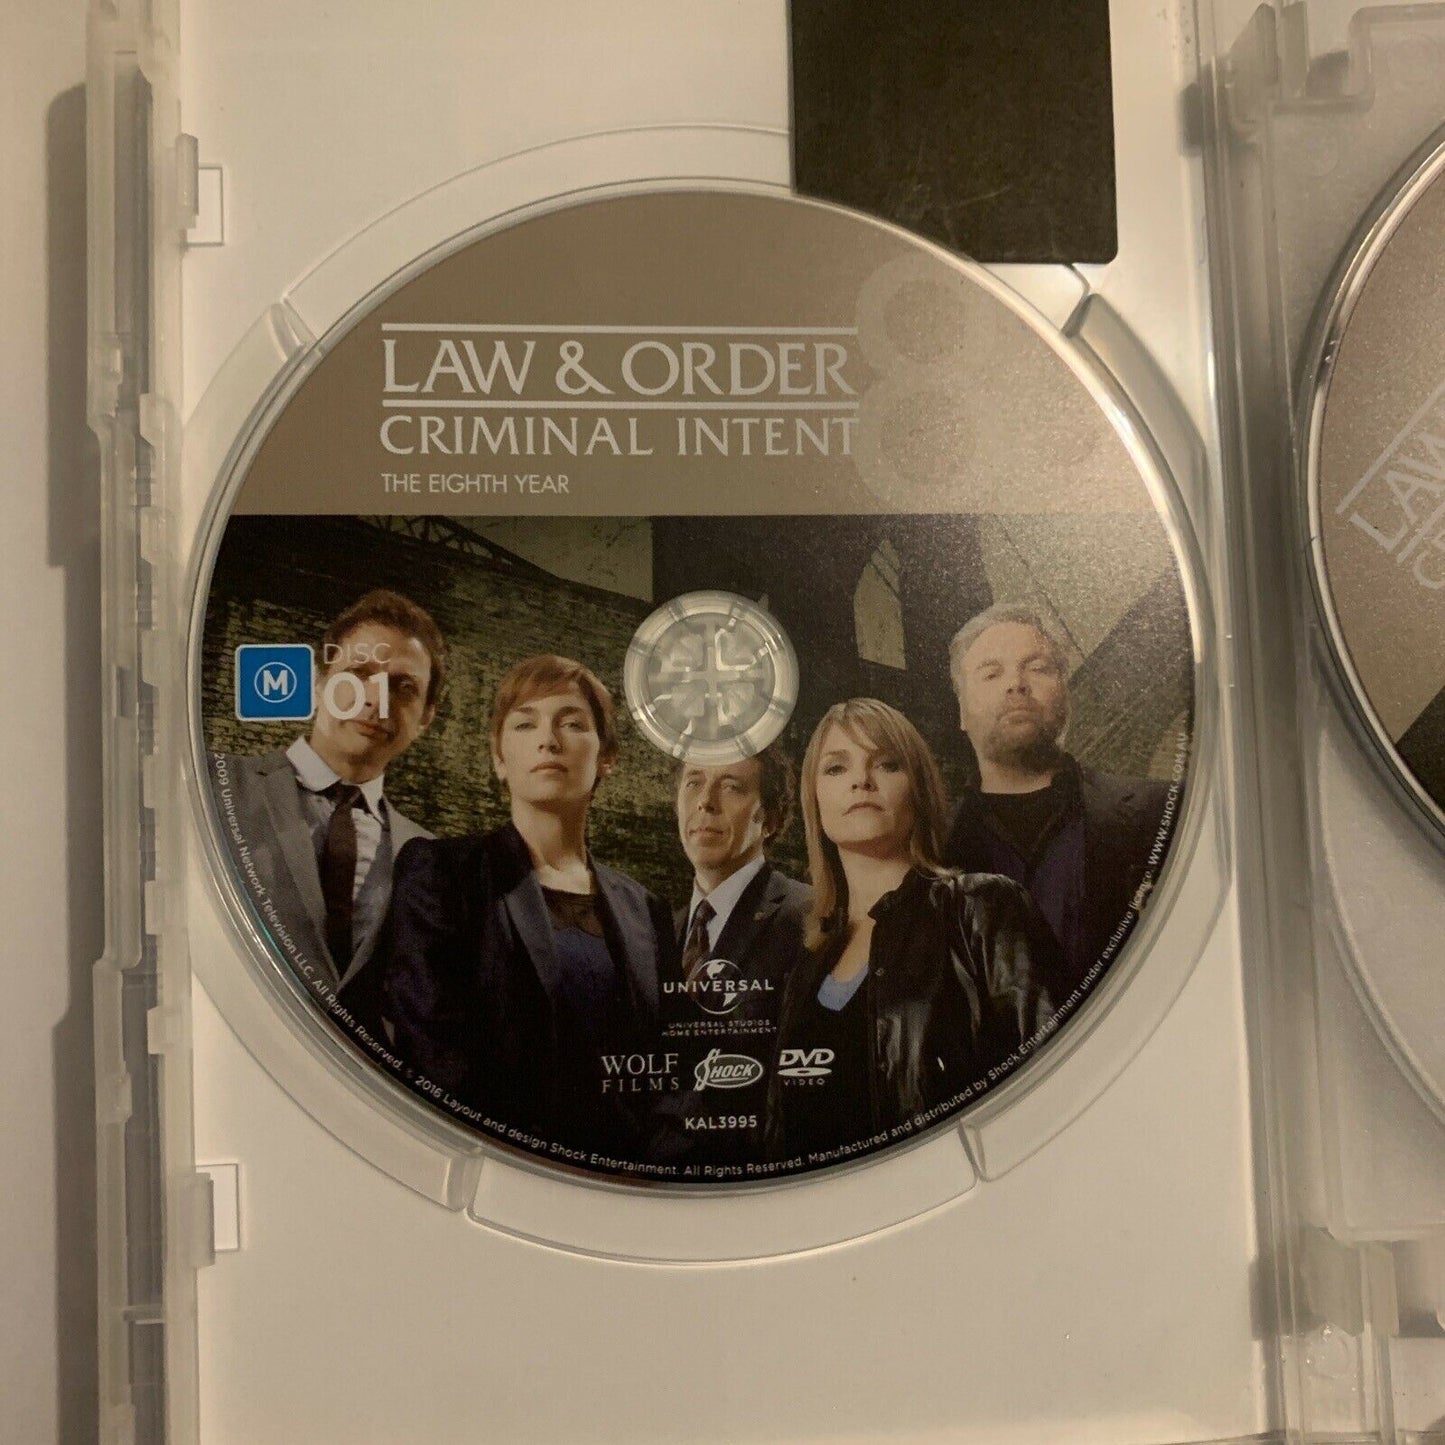 LAW & ORDER
CRIMINAL INTENT
8
THE EIGHTH YEAR
M
DISC
01
UNIVERSAL
UNIVERSAL STUDIOS
HOME ENTERTAINMENT
WOLF
FILMS
SHOCK
DVD
VIDEO
KAL3995
2009 Universal Network Television LLC. All Rights Reserved. © 2016 Layout and design Shock Entertainment. All Rights Reserved. Manufactured and distributed by Shock Entertainment under exclusive licence. WWW.SHOCK.COM.AU
LAW